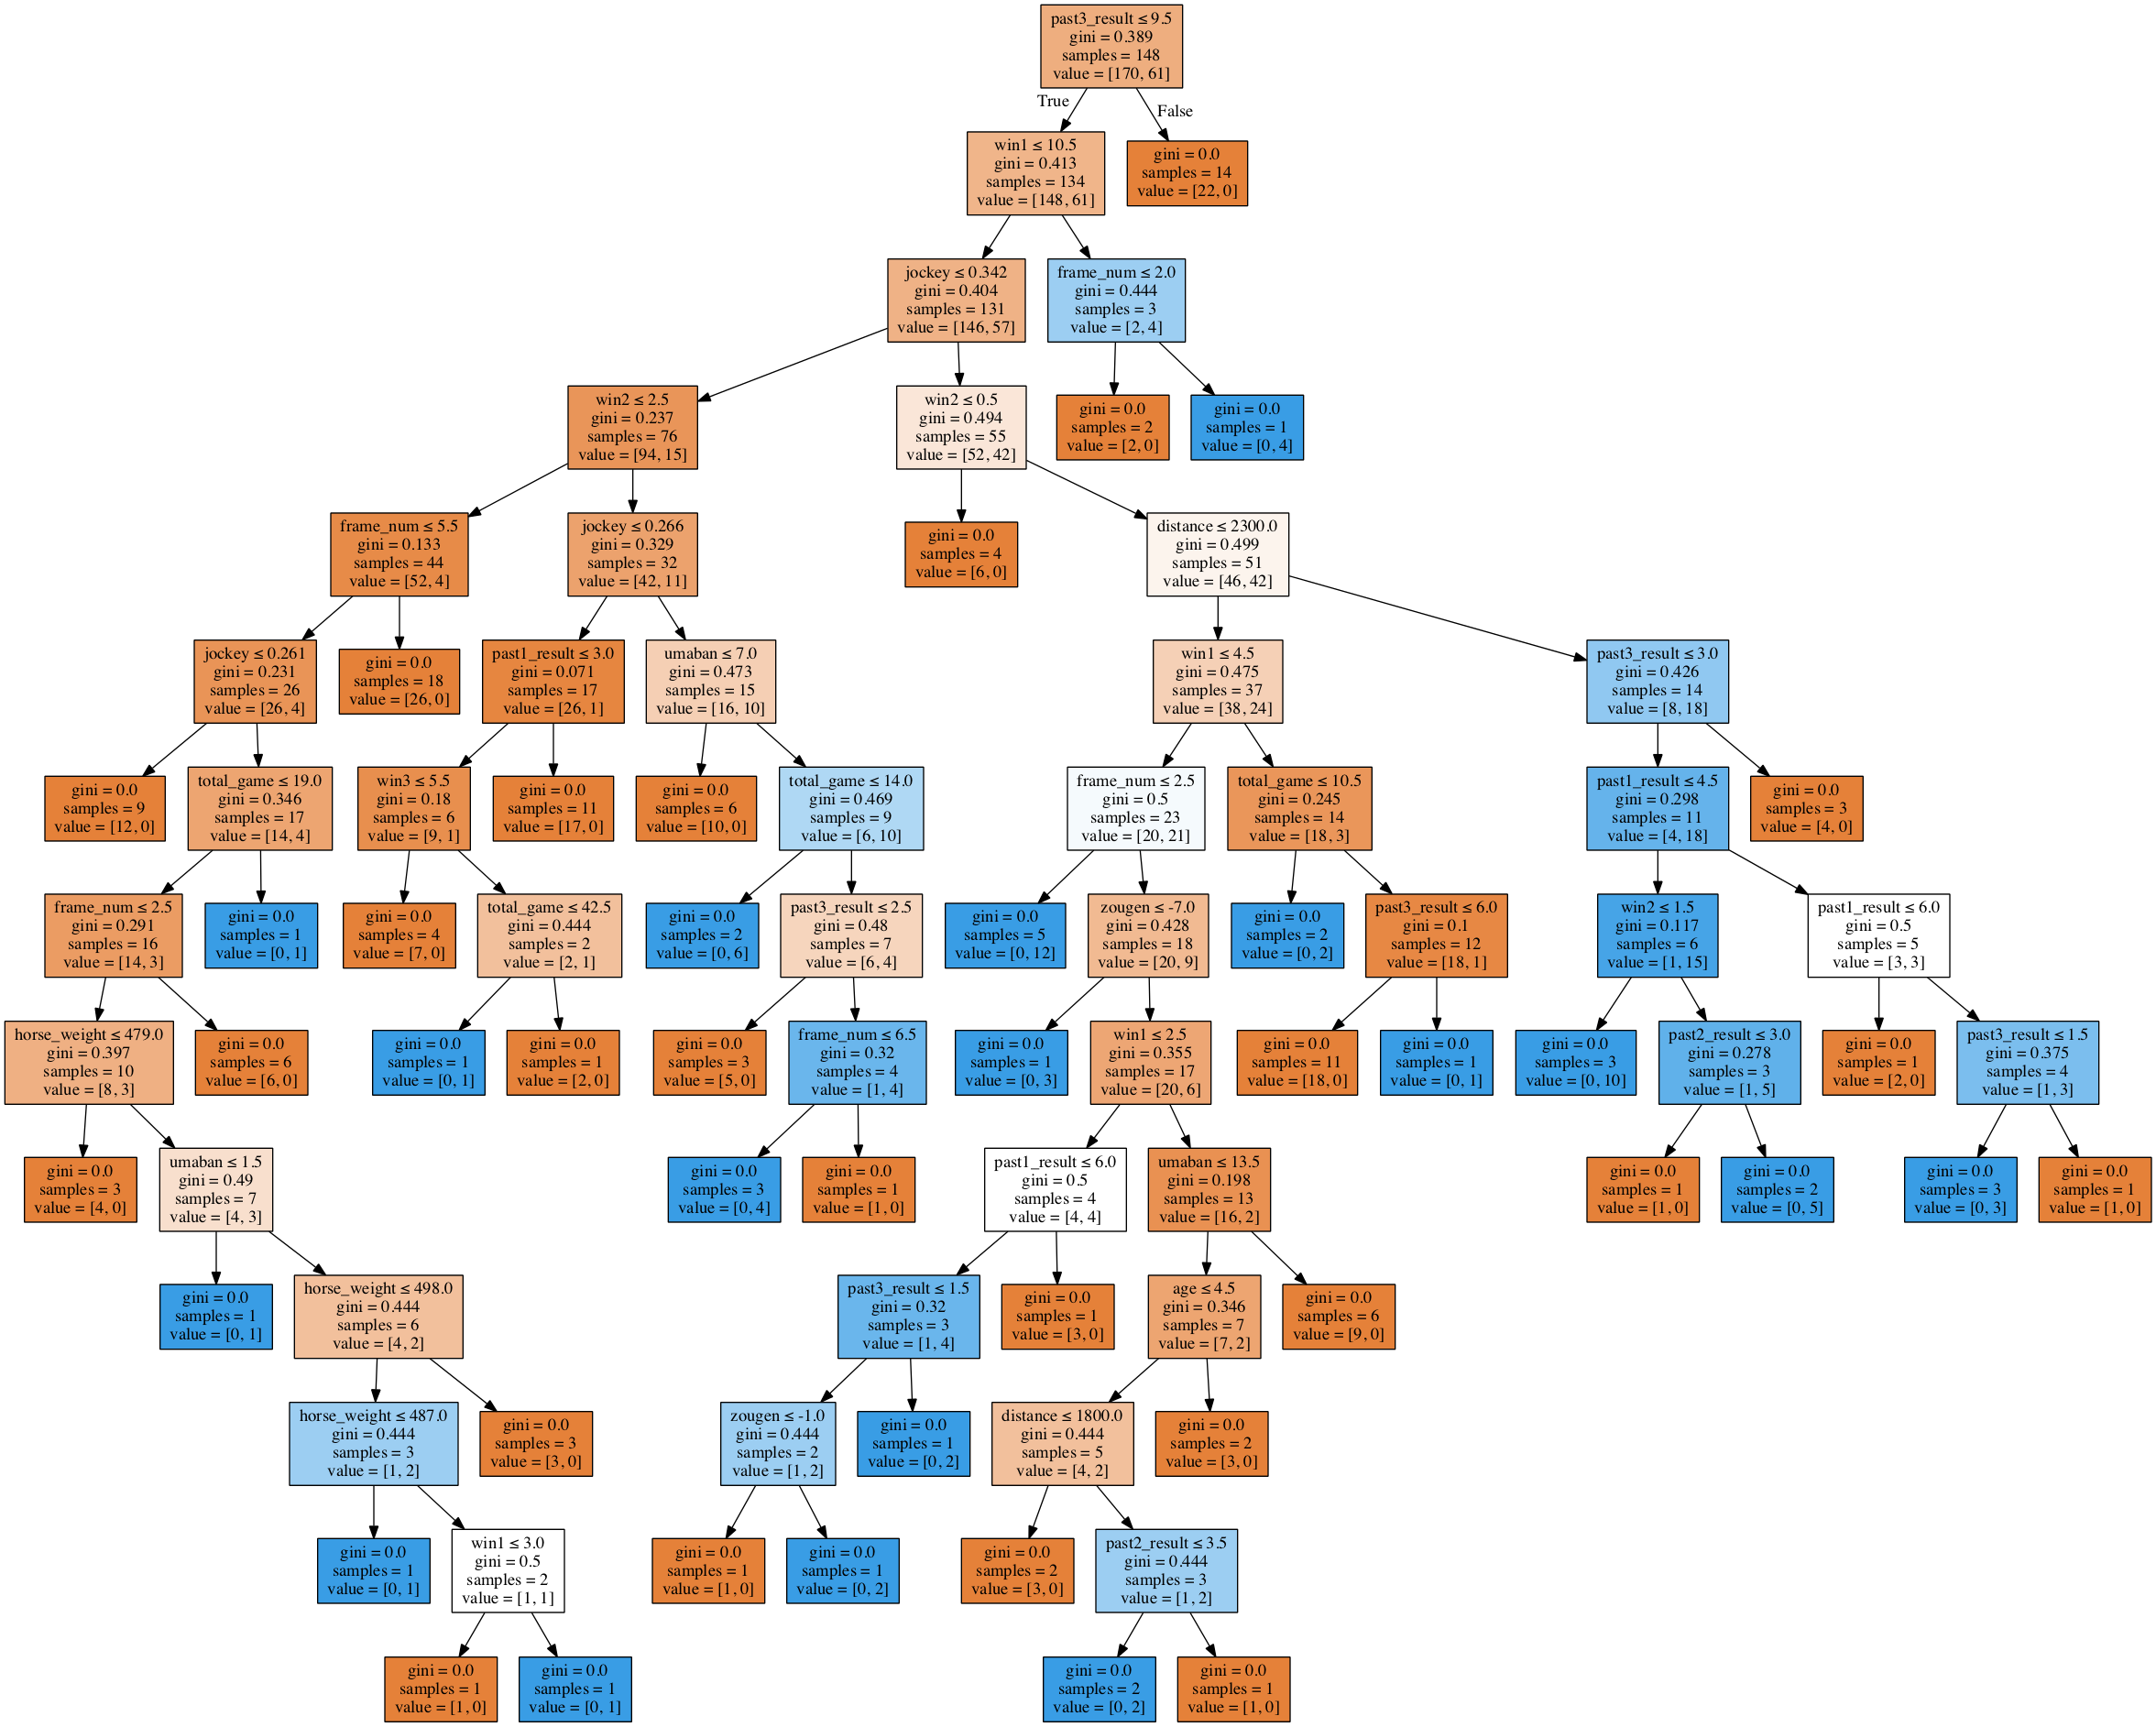 past3_result ≤ 9.5
gini = 0.389
samples = 148
value = [170, 61]
True
False
win1 ≤ 10.5
gini = 0.413
samples = 134
value = [148, 61]
gini = 0.0
samples = 14
value = [22, 0]
jockey ≤ 0.342
gini = 0.404
samples = 131
value = [146, 57]
frame_num ≤ 2.0
gini = 0.444
samples = 3
value = [2, 4]
win2 ≤ 2.5
gini = 0.237
samples = 76
value = [94, 15]
win2 ≤ 0.5
gini = 0.494
samples = 55
value = [52, 42]
gini = 0.0
samples = 2
value = [2, 0]
gini = 0.0
samples = 1
value = [0, 4]
frame_num ≤ 5.5
gini = 0.133
samples = 44
value = [52, 4]
jockey ≤ 0.266
gini = 0.329
samples = 32
value = [42, 11]
gini = 0.0
samples = 4
value = [6, 0]
distance ≤ 2300.0
gini = 0.499
samples = 51
value = [46, 42]
jockey ≤ 0.261
gini = 0.231
samples = 26
value = [26, 4]
gini = 0.0
samples = 18
value = [26, 0]
past1_result ≤ 3.0
gini = 0.071
samples = 17
value = [26, 1]
umaban ≤ 7.0
gini = 0.473
samples = 15
value = [16, 10]
win1 ≤ 4.5
gini = 0.475
samples = 37
value = [38, 24]
past3_result ≤ 3.0
gini = 0.426
samples = 14
value = [8, 18]
gini = 0.0
samples = 9
value = [12, 0]
total_game ≤ 19.0
gini = 0.346
samples = 17
value = [14, 4]
win3 ≤ 5.5
gini = 0.18
samples = 6
value = [9, 1]
gini = 0.0
samples = 11
value = [17, 0]
gini = 0.0
samples = 6
value = [10, 0]
total_game ≤ 14.0
gini = 0.469
samples = 9
value = [6, 10]
frame_num ≤ 2.5
gini = 0.5
samples = 23
value = [20, 21]
total_game ≤ 10.5
gini = 0.245
samples = 14
value = [18, 3]
past1_result ≤ 4.5
gini = 0.298
samples = 11
value = [4, 18]
gini = 0.0
samples = 3
value = [4, 0]
frame_num ≤ 2.5
gini = 0.291
samples = 16
value = [14, 3]
gini = 0.0
samples = 1
value = [0, 1]
gini = 0.0
samples = 4
value = [7, 0]
total_game ≤ 42.5
gini = 0.444
samples = 2
value = [2, 1]
gini = 0.0
samples = 2
value = [0, 6]
past3_result ≤ 2.5
gini = 0.48
samples = 7
value = [6, 4]
gini = 0.0
samples = 5
value = [0, 12]
zougen ≤ -7.0
gini = 0.428
samples = 18
value = [20, 9]
gini = 0.0
samples = 2
value = [0, 2]
past3_result ≤ 6.0
gini = 0.1
samples = 12
value = [18, 1]
win2 ≤ 1.5
gini = 0.117
samples = 6
value = [1, 15]
past1_result ≤ 6.0
gini = 0.5
samples = 5
value = [3, 3]
horse_weight ≤ 479.0
gini = 0.397
samples = 10
value = [8, 3]
gini = 0.0
samples = 6
value = [6, 0]
gini = 0.0
samples = 1
value = [0, 1]
gini = 0.0
samples = 1
value = [2, 0]
gini = 0.0
samples = 3
value = [5, 0]
frame_num ≤ 6.5
gini = 0.32
samples = 4
value = [1, 4]
gini = 0.0
samples = 1
value = [0, 3]
win1 ≤ 2.5
gini = 0.355
samples = 17
value = [20, 6]
gini = 0.0
samples = 11
value = [18, 0]
gini = 0.0
samples = 1
value = [0, 1]
gini = 0.0
samples = 3
value = [0, 10]
past2_result ≤ 3.0
gini = 0.278
samples = 3
value = [1, 5]
gini = 0.0
samples = 1
value = [2, 0]
past3_result ≤ 1.5
gini = 0.375
samples = 4
value = [1, 3]
gini = 0.0
samples = 3
value = [4, 0]
umaban ≤ 1.5
gini = 0.49
samples = 7
value = [4, 3]
gini = 0.0
samples = 3
value = [0, 4]
gini = 0.0
samples = 1
value = [1, 0]
past1_result ≤ 6.0
gini = 0.5
samples = 4
value = [4, 4]
umaban ≤ 13.5
gini = 0.198
samples = 13
value = [16, 2]
gini = 0.0
samples = 1
value = [1, 0]
gini = 0.0
samples = 2
value = [0, 5]
gini = 0.0
samples = 3
value = [0, 3]
gini = 0.0
samples = 1
value = [1, 0]
gini = 0.0
samples = 1
value = [0, 1]
horse_weight ≤ 498.0
gini = 0.444
samples = 6
value = [4, 2]
past3_result ≤ 1.5
gini = 0.32
samples = 3
value = [1, 4]
gini = 0.0
samples = 1
value = [3, 0]
age ≤ 4.5
gini = 0.346
samples = 7
value = [7, 2]
gini = 0.0
samples = 6
value = [9, 0]
horse_weight ≤ 487.0
gini = 0.444
samples = 3
value = [1, 2]
gini = 0.0
samples = 3
value = [3, 0]
zougen ≤ -1.0
gini = 0.444
samples = 2
value = [1, 2]
gini = 0.0
samples = 1
value = [0, 2]
distance ≤ 1800.0
gini = 0.444
samples = 5
value = [4, 2]
gini = 0.0
samples = 2
value = [3, 0]
gini = 0.0
samples = 1
value = [0, 1]
win1 ≤ 3.0
gini = 0.5
samples = 2
value = [1, 1]
gini = 0.0
samples = 1
value = [1, 0]
gini = 0.0
samples = 1
value = [0, 2]
gini = 0.0
samples = 2
value = [3, 0]
past2_result ≤ 3.5
gini = 0.444
samples = 3
value = [1, 2]
gini = 0.0
samples = 1
value = [1, 0]
gini = 0.0
samples = 1
value = [0, 1]
gini = 0.0
samples = 2
value = [0, 2]
gini = 0.0
samples = 1
value = [1, 0]